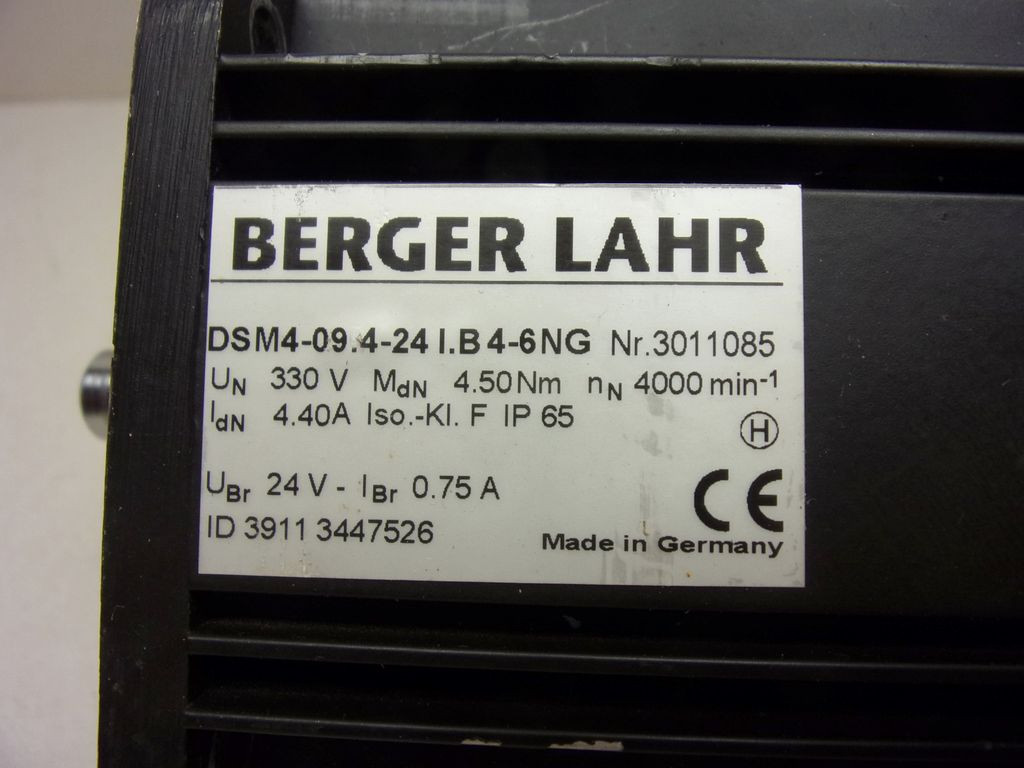 BERGER LAHR
DSM4-09.4-24 I.B 4-6NG Nr.3011085
UN 330 V MdN 4.50Nm nN 4000 min-1
IdN 4.40A Iso.-Kl. F IP 65
H
UBr 24 V - IBr 0.75 A
CE
ID 3911 3447526
Made in Germany